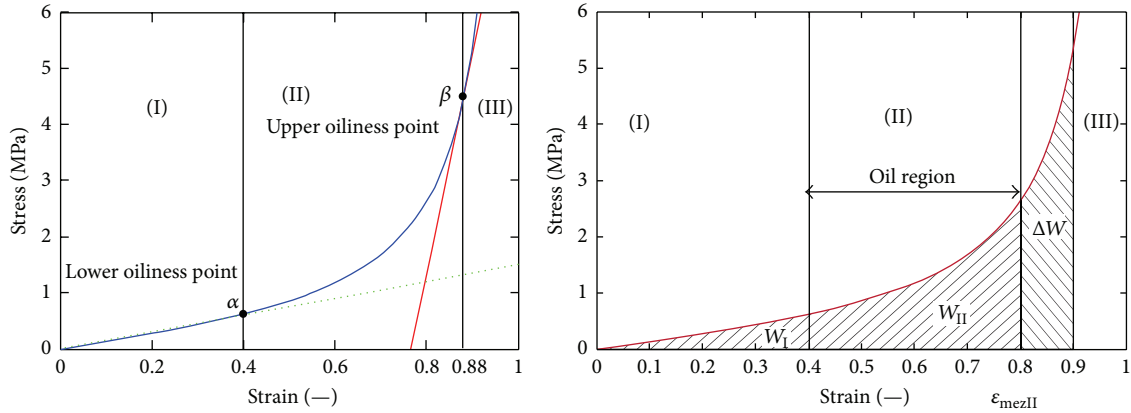 6
5
4
3
2
1
0
Stress (MPa)
(I)
(II)
(III)
β
Upper oiliness point
Lower oiliness point
α
0 0.2 0.4 0.6 0.8 0.88 1
Strain (—)
6
5
4
3
2
1
0
Stress (MPa)
(I)
(II)
(III)
Oil region
ΔW
W_II
W_I
0 0.1 0.2 0.3 0.4 0.5 0.6 0.7 0.8 0.9 1
Strain (—)
ε_mezII